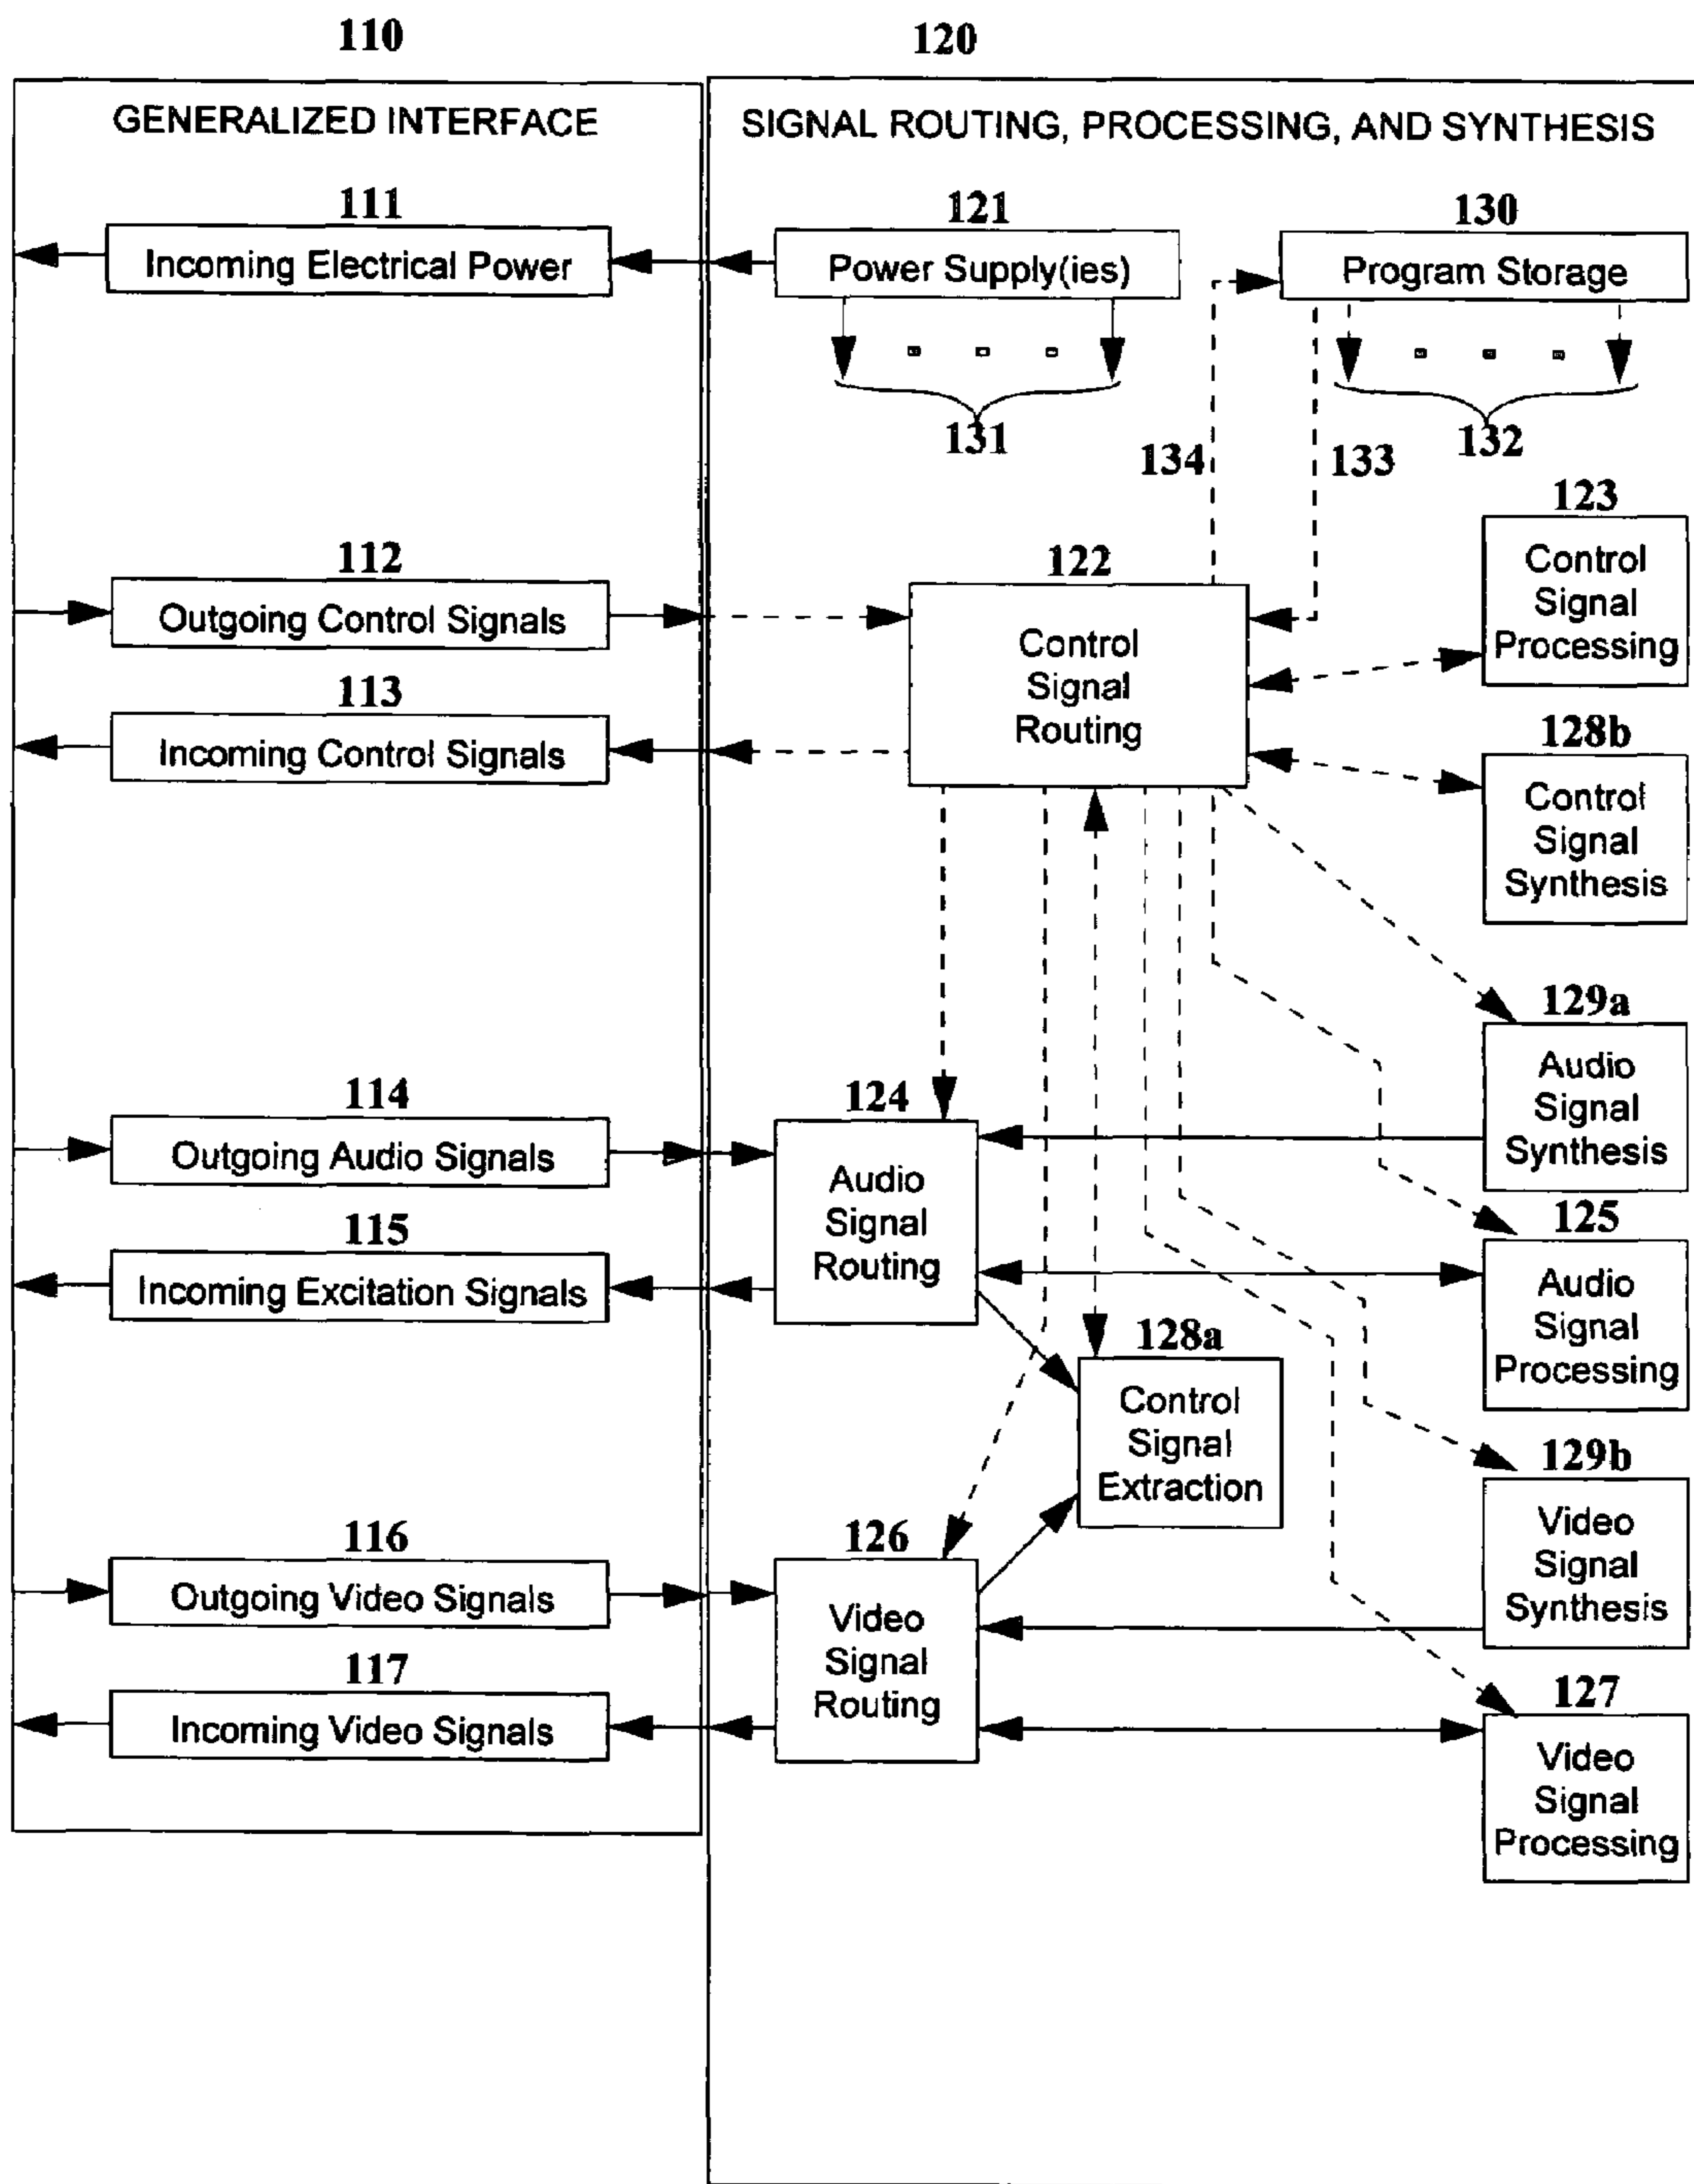 110
120
GENERALIZED INTERFACE
SIGNAL ROUTING, PROCESSING, AND SYNTHESIS
111
Incoming Electrical Power
121
Power Supply(ies)
130
Program Storage
131
132
134
133
123
Control
Signal
Processing
112
Outgoing Control Signals
122
Control
Signal
Routing
113
Incoming Control Signals
128b
Control
Signal
Synthesis
129a
Audio
Signal
Synthesis
114
Outgoing Audio Signals
124
Audio
Signal
Routing
115
Incoming Excitation Signals
125
Audio
Signal
Processing
128a
Control
Signal
Extraction
129b
Video
Signal
Synthesis
116
Outgoing Video Signals
126
Video
Signal
Routing
117
Incoming Video Signals
127
Video
Signal
Processing